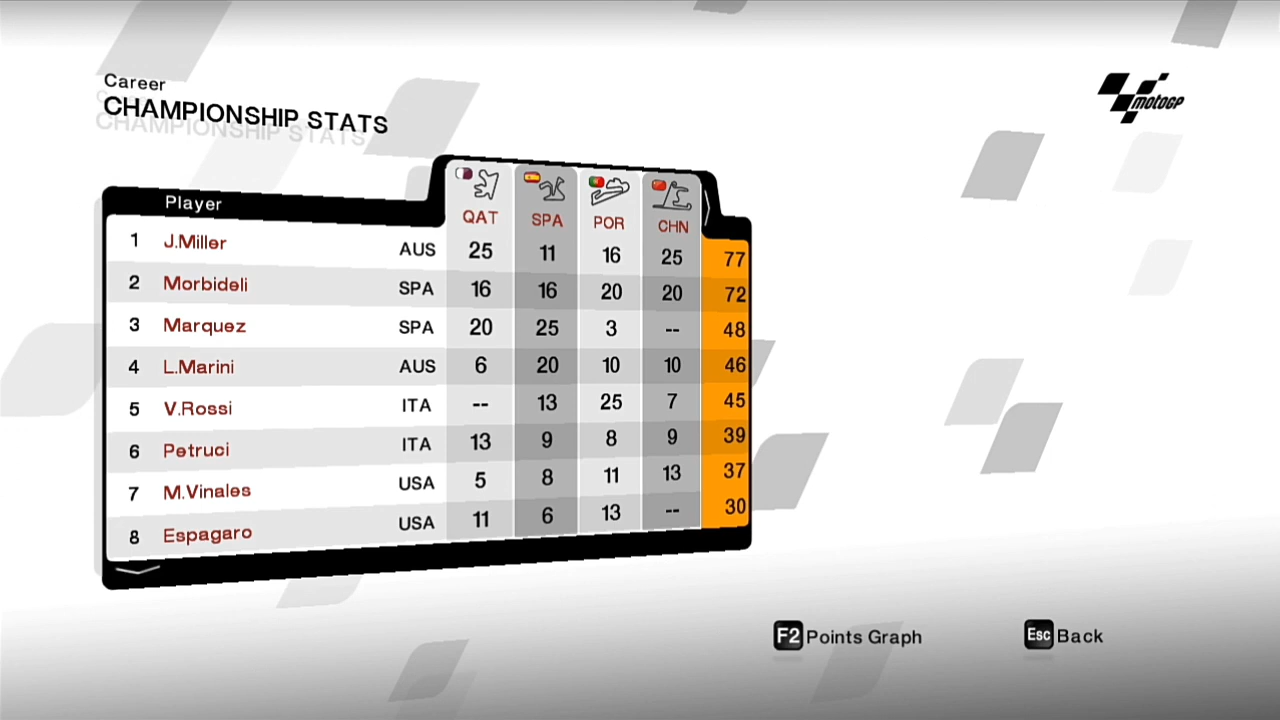 Career
CHAMPIONSHIP STATS
motoGP
Player QAT SPA POR CHN
1 J.Miller AUS 25 11 16 25 77
2 Morbideli SPA 16 16 20 20 72
3 Marquez SPA 20 25 3 -- 48
4 L.Marini AUS 6 20 10 10 46
5 V.Rossi ITA -- 13 25 7 45
6 Petruci ITA 13 9 8 9 39
7 M.Vinales USA 5 8 11 13 37
8 Espagaro USA 11 6 13 -- 30
F2 Points Graph Esc Back